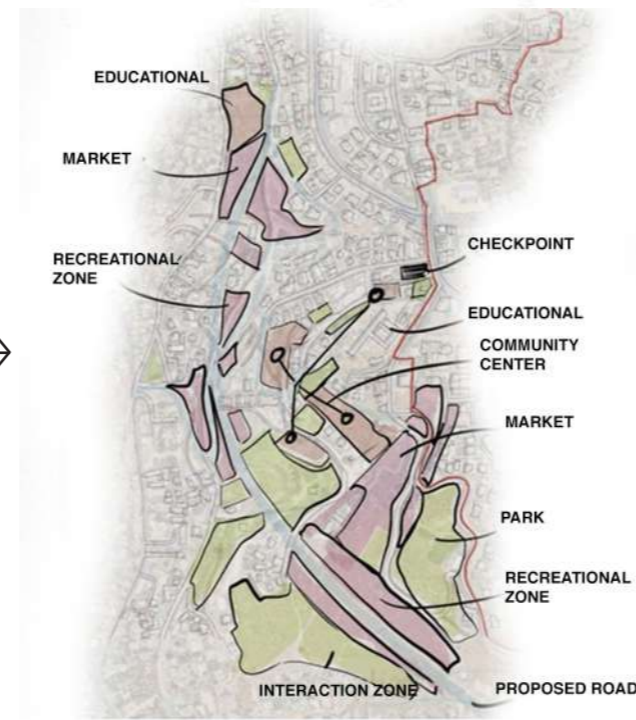 EDUCATIONAL
MARKET
RECREATIONAL
ZONE
CHECKPOINT
EDUCATIONAL
COMMUNITY
CENTER
MARKET
PARK
RECREATIONAL
ZONE
INTERACTION ZONE
PROPOSED ROAD